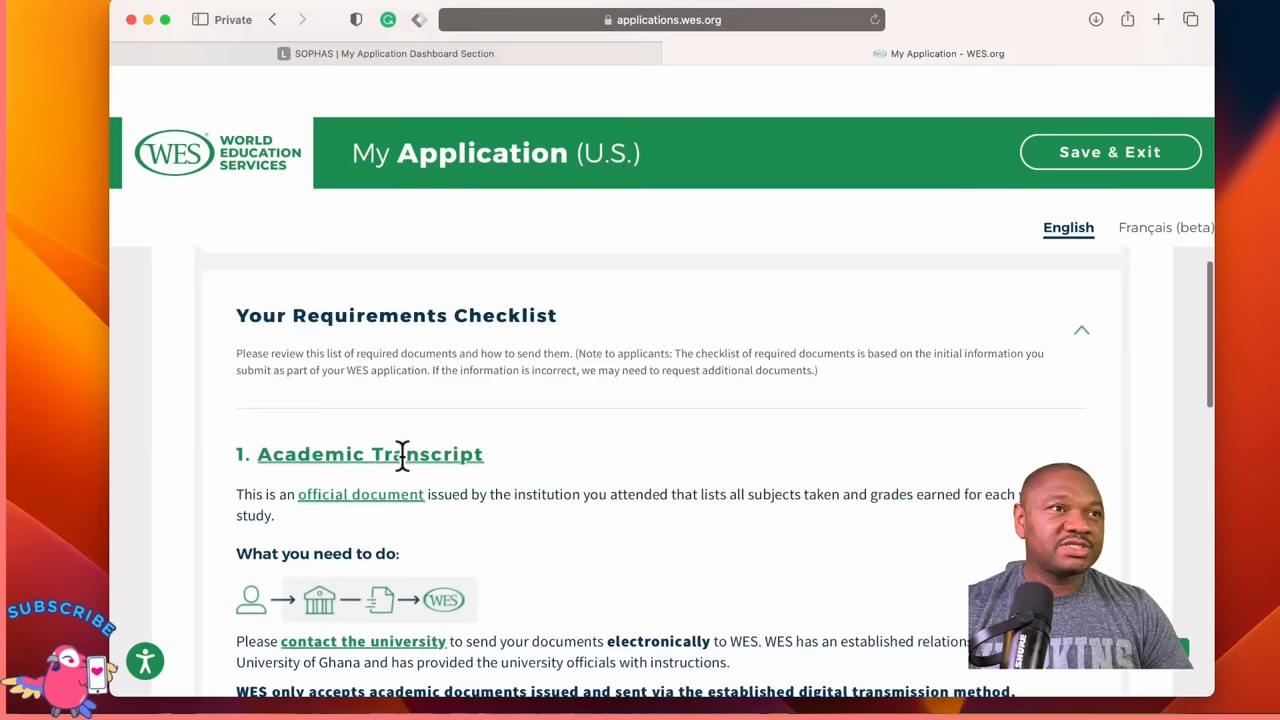 Private
applications.wes.org
SOPHAS | My Application Dashboard Section
My Application - WES.org
WES
WORLD
EDUCATION
SERVICES
My Application (U.S.)
Save & Exit
English
Français (beta)
Your Requirements Checklist
Please review this list of required documents and how to send them. (Note to applicants: The checklist of required documents is based on the initial information you
submit as part of your WES application. If the information is incorrect, we may need to request additional documents.)
1. Academic Transcript
This is an official document issued by the institution you attended that lists all subjects taken and grades earned for each
study.
What you need to do:
WES
Please contact the university to send your documents electronically to WES. WES has an established
University of Ghana and has provided the university officials with instructions.
WES only accepts academic documents issued and sent via the established digital transmission method.
SUBSCRIBE
SHURE